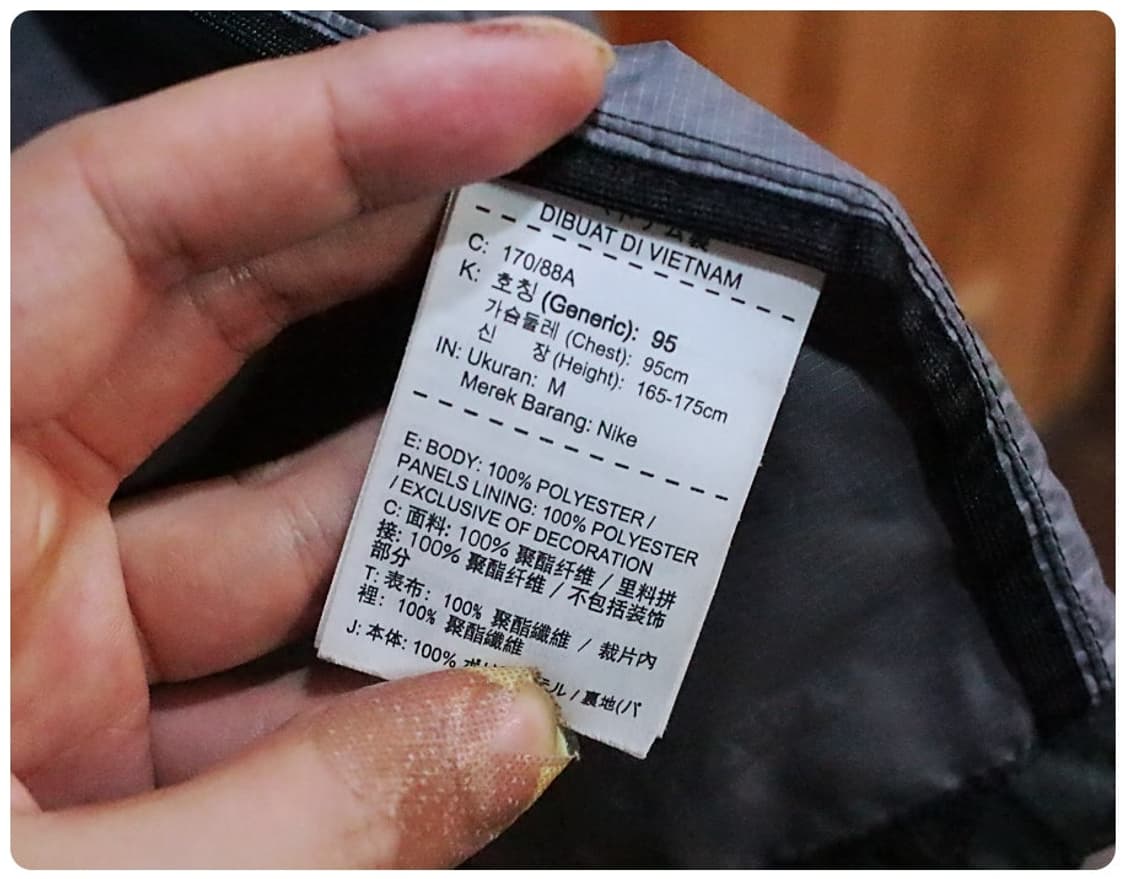 DIBUAT DI VIETNAM
C: 170/88A
K: 호칭 (Generic): 95
가슴둘레 (Chest): 95cm
신 장 (Height): 165-175cm
IN: Ukuran: M
Merek Barang: Nike
E: BODY: 100% POLYESTER /
PANELS LINING: 100% POLYESTER
/ EXCLUSIVE OF DECORATION
C: 面料: 100% 聚酯纤维 / 里料拼
接: 100% 聚酯纤维 / 不包括装饰
部分
T: 表布: 100% 聚酯纖維 / 裁片內
裡: 100% 聚酯纖維
J: 本体: 100% / 裏地(パ